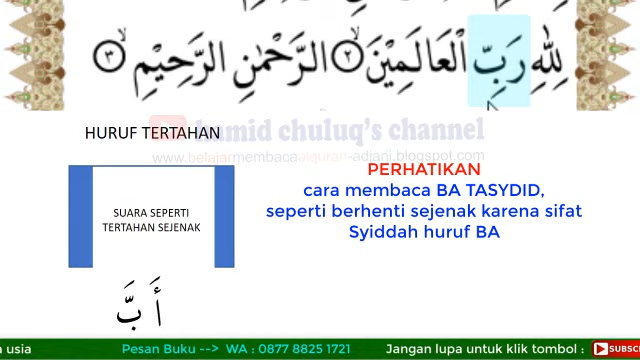 لِلّٰهِ رَبِّ الْعَالَمِيْنَ ۝٢ الرَّحْمٰنِ الرَّحِيْمِ ۝٣
hamid chuluq's channel
HURUF TERTAHAN
www.belajarmembacaalquran-adjani.blogspot.com
PERHATIKAN
cara membaca BA TASYDID,
seperti berhenti sejenak karena sifat
Syiddah huruf BA
SUARA SEPERTI
TERTAHAN SEJENAK
أَ بَّ
usia
Pesan Buku --> WA : 0877 8825 1721
Jangan lupa untuk klik tombol :
SUBSC